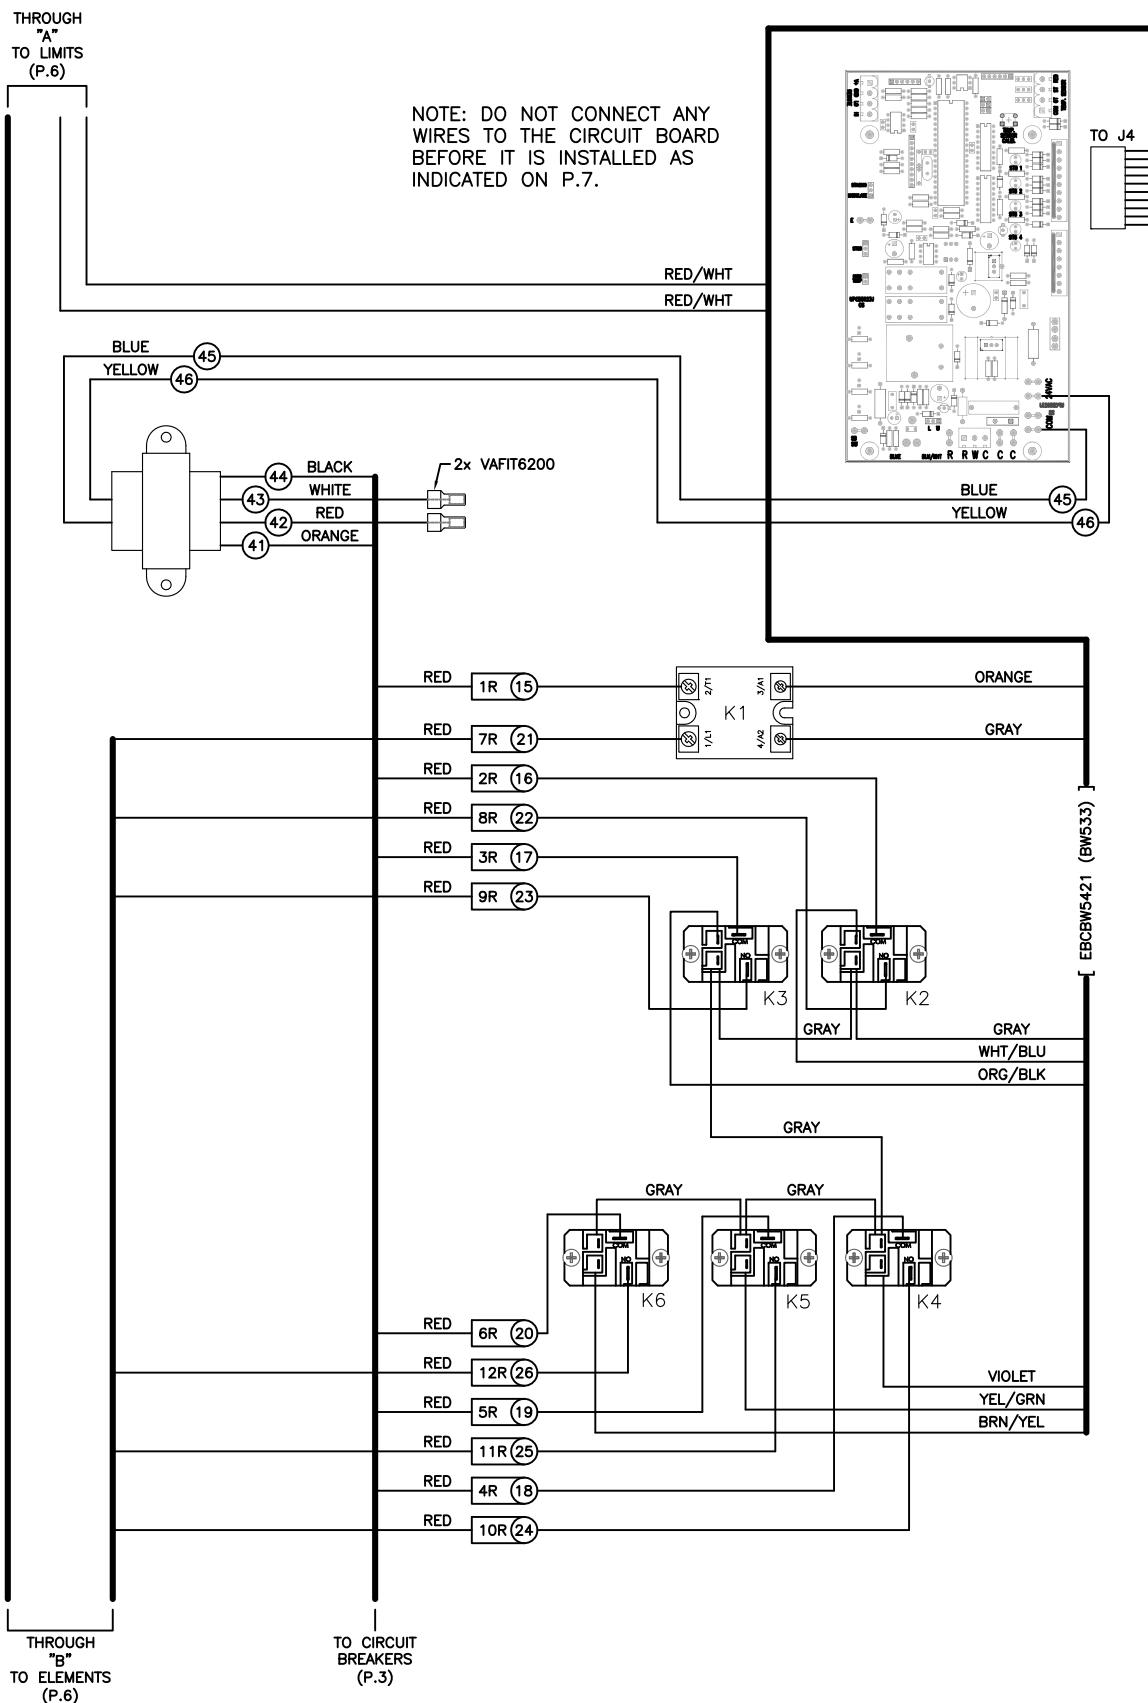 THROUGH
"A"
TO LIMITS
(P.6)
NOTE: DO NOT CONNECT ANY
WIRES TO THE CIRCUIT BOARD
BEFORE IT IS INSTALLED AS
INDICATED ON P.7.
TO J4
RED/WHT
RED/WHT
BLUE
45
YELLOW
46
24VAC
COM
L
BLUE
BLK/WHT
R R W C C C
44
BLACK
43
WHITE
42
RED
41
ORANGE
2x VAFIT6200
BLUE
45
YELLOW
46
RED
1R 15
2/T1
3/A1
K1
1/L1
4/A2
ORANGE
RED
7R 21
GRAY
RED
2R 16
RED
8R 22
RED
3R 17
RED
9R 23
EBCBW5421 (BW533)
COM
NO
K3
COM
NO
K2
GRAY
GRAY
WHT/BLU
ORG/BLK
GRAY
GRAY
GRAY
COM
NO
K6
COM
NO
K5
COM
NO
K4
RED
6R 20
RED
12R 26
RED
5R 19
RED
11R 25
RED
4R 18
RED
10R 24
VIOLET
YEL/GRN
BRN/YEL
THROUGH
"B"
TO ELEMENTS
(P.6)
TO CIRCUIT
BREAKERS
(P.3)